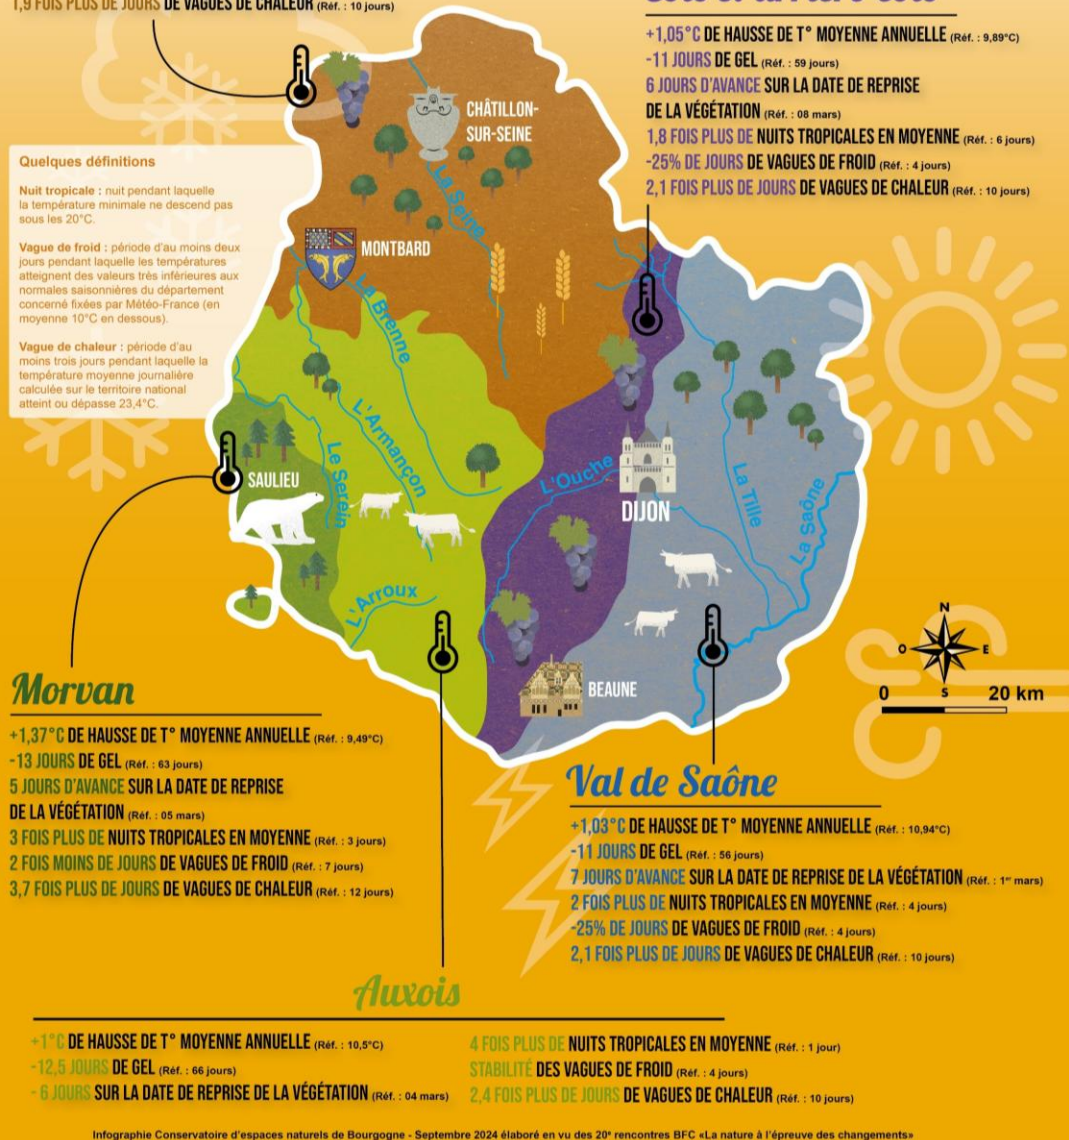 1,9 FOIS PLUS DE JOURS DE VAGUES DE CHALEUR (Réf. : 10 jours)
+1,05°C DE HAUSSE DE T° MOYENNE ANNUELLE (Réf. : 9,89°C)
-11 JOURS DE GEL (Réf. : 59 jours)
6 JOURS D'AVANCE SUR LA DATE DE REPRISE
DE LA VÉGÉTATION (Réf. : 08 mars)
1,8 FOIS PLUS DE NUITS TROPICALES EN MOYENNE (Réf. : 6 jours)
-25% DE JOURS DE VAGUES DE FROID (Réf. : 4 jours)
2,1 FOIS PLUS DE JOURS DE VAGUES DE CHALEUR (Réf. : 10 jours)
Quelques définitions
Nuit tropicale : nuit pendant laquelle
la température minimale ne descend pas
sous les 20°C.
Vague de froid : période d'au moins deux
jours pendant laquelle les températures
atteignent des valeurs très inférieures aux
normales saisonnières du département
concerné fixées par Météo-France (en
moyenne 10°C en dessous).
Vague de chaleur : période d'au
moins trois jours pendant laquelle la
température moyenne journalière
calculée sur le territoire national
atteint ou dépasse 23,4°C.
CHÂTILLON-
SUR-SEINE
La Seine
MONTBARD
La Brenne
L'Armançon
Le Serein
SAULIEU
L'Ouche
DIJON
La Tille
La Saône
L'Arroux
BEAUNE
N
O
E
S
0
20 km
Morvan
+1,37°C DE HAUSSE DE T° MOYENNE ANNUELLE (Réf. : 9,49°C)
-13 JOURS DE GEL (Réf. : 63 jours)
5 JOURS D'AVANCE SUR LA DATE DE REPRISE
DE LA VÉGÉTATION (Réf. : 05 mars)
3 FOIS PLUS DE NUITS TROPICALES EN MOYENNE (Réf. : 3 jours)
2 FOIS MOINS DE JOURS DE VAGUES DE FROID (Réf. : 7 jours)
3,7 FOIS PLUS DE JOURS DE VAGUES DE CHALEUR (Réf. : 12 jours)
Val de Saône
+1,03°C DE HAUSSE DE T° MOYENNE ANNUELLE (Réf. : 10,94°C)
-11 JOURS DE GEL (Réf. : 56 jours)
7 JOURS D'AVANCE SUR LA DATE DE REPRISE DE LA VÉGÉTATION (Réf. : 1er mars)
2 FOIS PLUS DE NUITS TROPICALES EN MOYENNE (Réf. : 4 jours)
-25% DE JOURS DE VAGUES DE FROID (Réf. : 4 jours)
2,1 FOIS PLUS DE JOURS DE VAGUES DE CHALEUR (Réf. : 10 jours)
Auxois
+1°C DE HAUSSE DE T° MOYENNE ANNUELLE (Réf. : 10,5°C)
-12,5 JOURS DE GEL (Réf. : 66 jours)
- 6 JOURS SUR LA DATE DE REPRISE DE LA VÉGÉTATION (Réf. : 04 mars)
4 FOIS PLUS DE NUITS TROPICALES EN MOYENNE (Réf. : 1 jour)
STABILITÉ DES VAGUES DE FROID (Réf. : 4 jours)
2,4 FOIS PLUS DE JOURS DE VAGUES DE CHALEUR (Réf. : 10 jours)
Infographie Conservatoire d'espaces naturels de Bourgogne - Septembre 2024 élaboré en vu des 20e rencontres BFC «La nature à l'épreuve des changements»